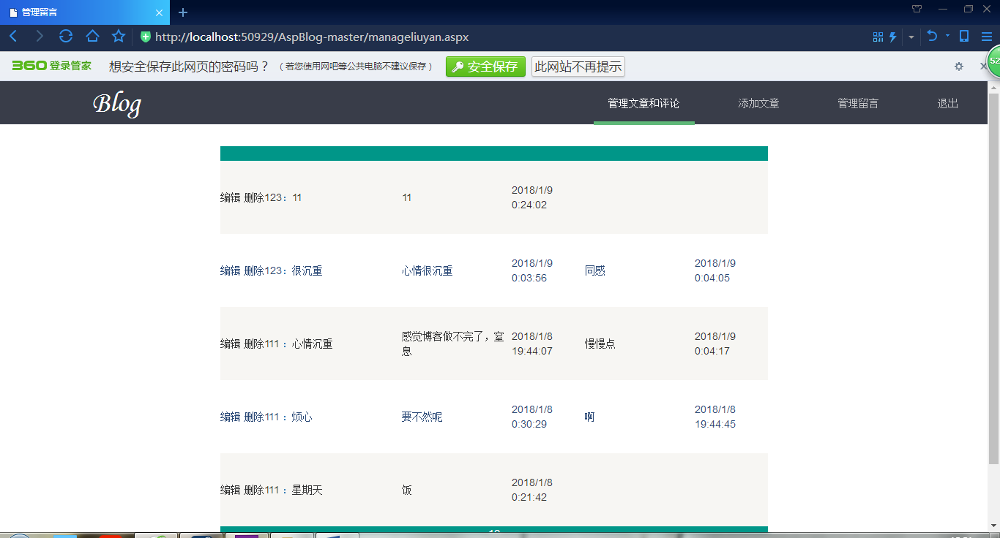 管理留言
http://localhost:50929/AspBlog-master/manageliuyan.aspx
360登录管家 想安全保存此网页的密码吗？ （若您使用网吧等公共电脑不建议保存） 安全保存 此网站不再提示
52
Blog 管理文章和评论 添加文章 管理留言 退出
编辑 删除123：11 11 2018/1/9
0:24:02
编辑 删除123：很沉重 心情很沉重 2018/1/9
0:03:56 同感 2018/1/9
0:04:05
编辑 删除111 ：心情沉重 感觉博客做不完了，窒
息 2018/1/8
19:44:07 慢慢点 2018/1/9
0:04:17
编辑 删除111 ：烦心 要不然呢 2018/1/8
0:30:29 啊 2018/1/8
19:44:45
编辑 删除111 ：星期天 饭 2018/1/8
0:21:42